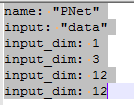 name: "PNet"
input: "data"
input_dim: 1
input_dim: 3
input_dim: 12
input_dim: 12